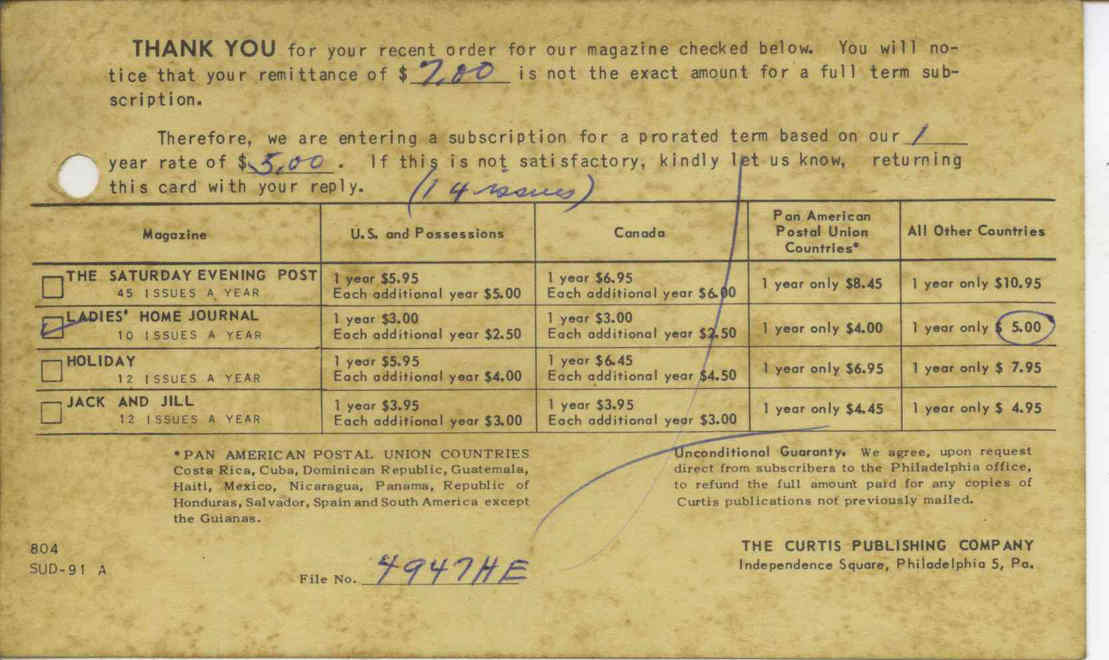 THANK YOU for your recent order for our magazine checked below. You will no-
tice that your remittance of $ 7.00 is not the exact amount for a full term sub-
scription.
Therefore, we are entering a subscription for a prorated term based on our 1
year rate of $ 5.00 . If this is not satisfactory, kindly let us know, returning
this card with your reply. (14 issues)
Magazine U.S. and Possessions Canada Pan American Postal Union Countries* All Other Countries
THE SATURDAY EVENING POST 1 year $5.95 1 year $6.95 1 year only $8.45 1 year only $10.95
45 ISSUES A YEAR Each additional year $5.00 Each additional year $6.00
LADIES' HOME JOURNAL 1 year $3.00 1 year $3.00 1 year only $4.00 1 year only $ 5.00
10 ISSUES A YEAR Each additional year $2.50 Each additional year $2.50
HOLIDAY 1 year $5.95 1 year $6.45 1 year only $6.95 1 year only $ 7.95
12 ISSUES A YEAR Each additional year $4.00 Each additional year $4.50
JACK AND JILL 1 year $3.95 1 year $3.95 1 year only $4.45 1 year only $ 4.95
12 ISSUES A YEAR Each additional year $3.00 Each additional year $3.00
*PAN AMERICAN POSTAL UNION COUNTRIES
Costa Rica, Cuba, Dominican Republic, Guatemala,
Haiti, Mexico, Nicaragua, Panama, Republic of
Honduras, Salvador, Spain and South America except
the Guianas.
Unconditional Guaranty. We agree, upon request
direct from subscribers to the Philadelphia office,
to refund the full amount paid for any copies of
Curtis publications not previously mailed.
804
SUD-91 A
File No. 4947HE
THE CURTIS PUBLISHING COMPANY
Independence Square, Philadelphia 5, Pa.